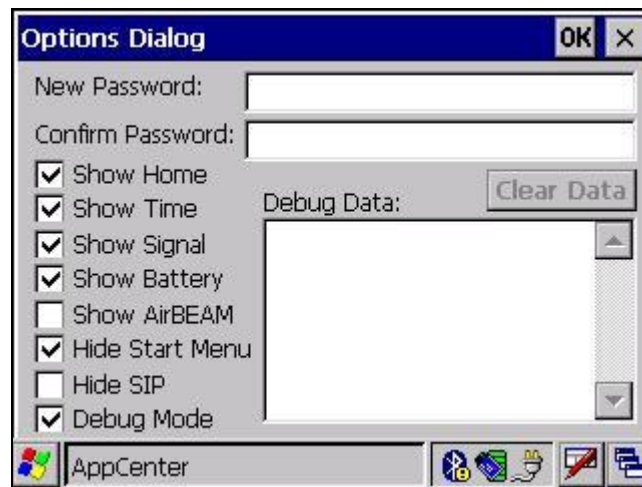 Options Dialog OK ×
New Password:
Confirm Password:
Show Home
Clear Data
Show Time
Debug Data:
Show Signal
Show Battery
Show AirBEAM
Hide Start Menu
Hide SIP
Debug Mode
AppCenter